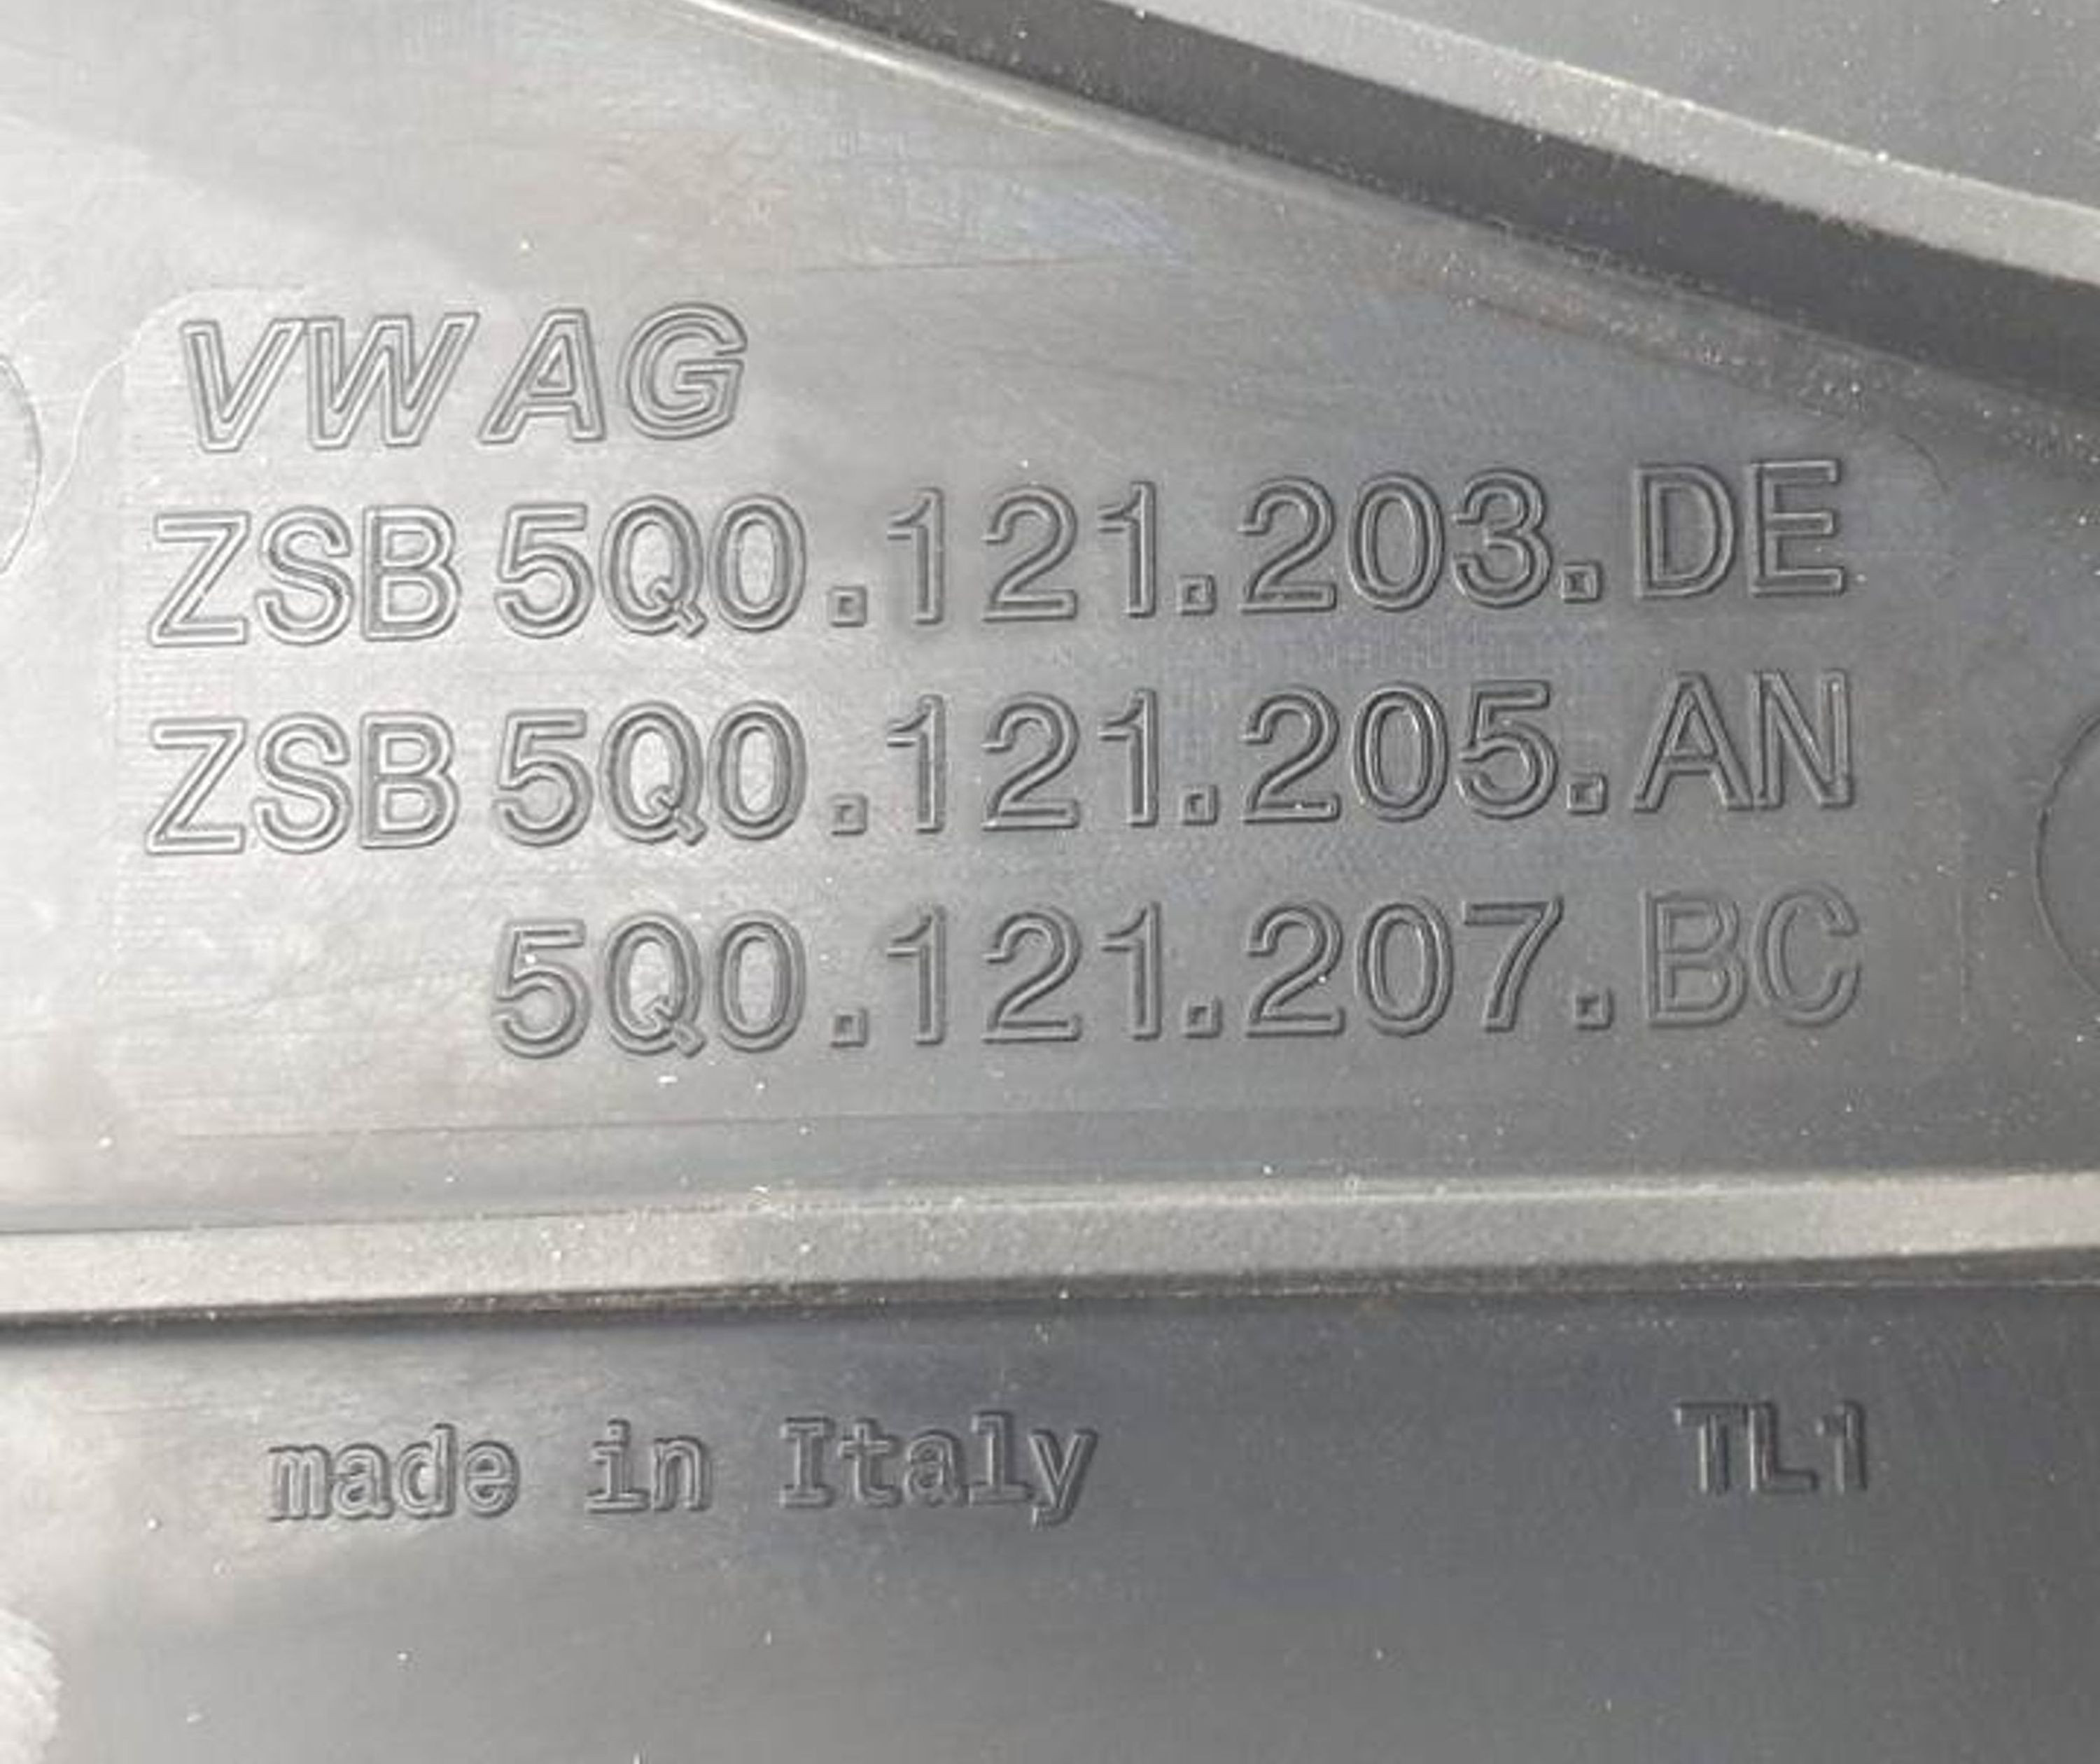 VW AG
ZSB 5Q0.121.203.DE
ZSB 5Q0.121.205.AN
5Q0.121.207.BC
made in Italy
TL1